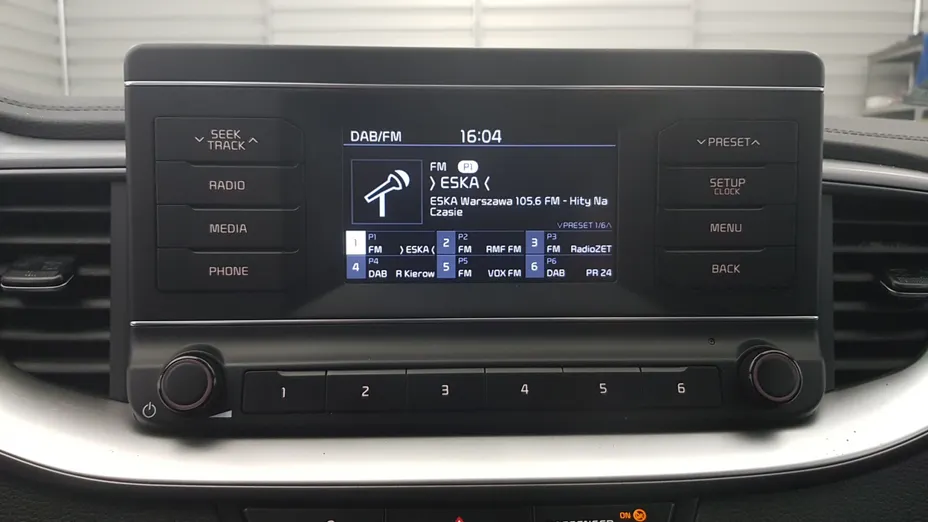 DAB/FM 16:04
SEEK
TRACK
RADIO
MEDIA
PHONE
FM P1
⟩ ESKA ⟨
ESKA Warszawa 105.6 FM - Hity Na
Czasie
PRESET 1/6
1 P1 FM ⟩ ESKA ⟨ 2 P2 FM RMF FM 3 P3 FM RadioZET
4 P4 DAB R Kierow 5 P5 FM VOX FM 6 P6 DAB PR 24
PRESET
SETUP
CLOCK
MENU
BACK
1 2 3 4 5 6
ON